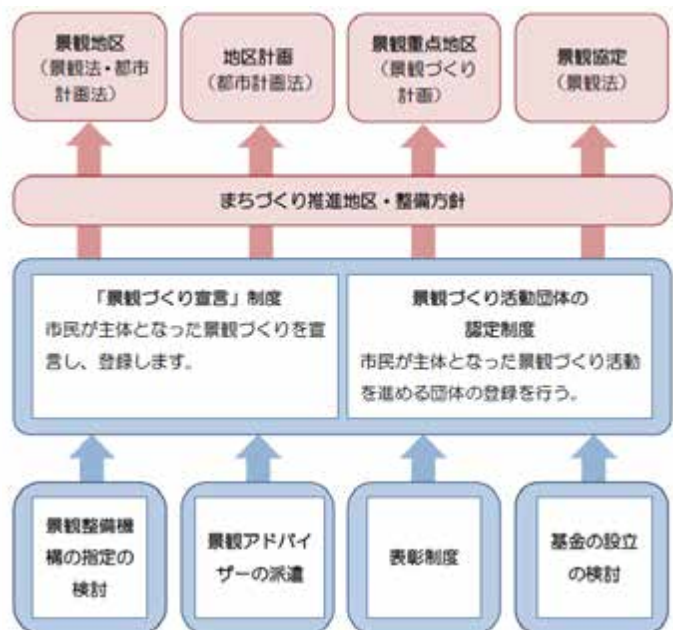 景観地区
（景観法・都市
計画法）
地区計画
（都市計画法）
景観重点地区
（景観づくり
計画）
景観協定
（景観法）
まちづくり推進地区・整備方針
「景観づくり宣言」制度
市民が主体となった景観づくりを宣
言し、登録します。
景観づくり活動団体の
認定制度
市民が主体となった景観づくり活動
を進める団体の登録を行う。
景観整備機
構の指定の
検討
景観アドバイ
ザーの派遣
表彰制度
基金の設立
の検討